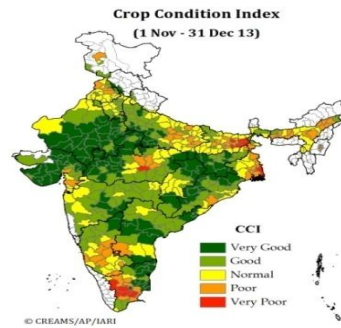 Crop Condition Index
(1 Nov - 31 Dec 13)
CCI
Very Good
Good
Normal
Poor
Very Poor
© CREAMS/AP/IARI